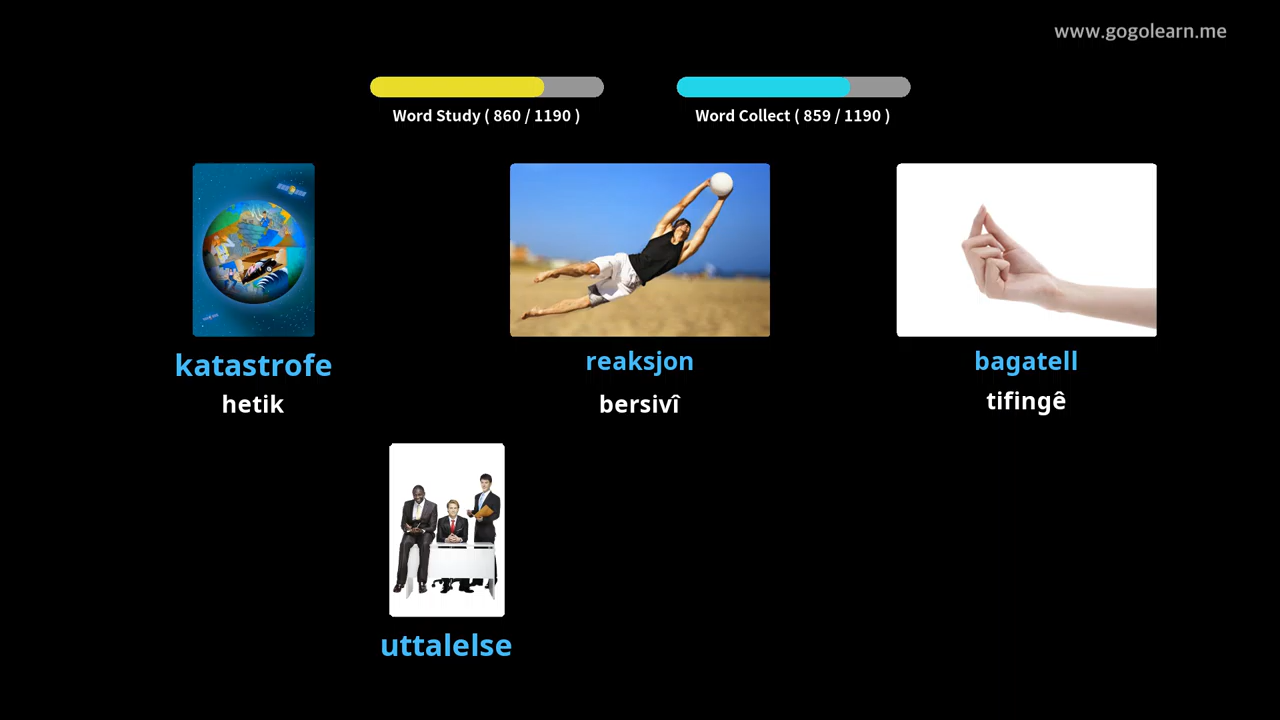 www.gogolearn.me
Word Study ( 860 / 1190 )
Word Collect ( 859 / 1190 )
katastrofe
hetik
reaksjon
bersivî
bagatell
tifingê
uttalelse